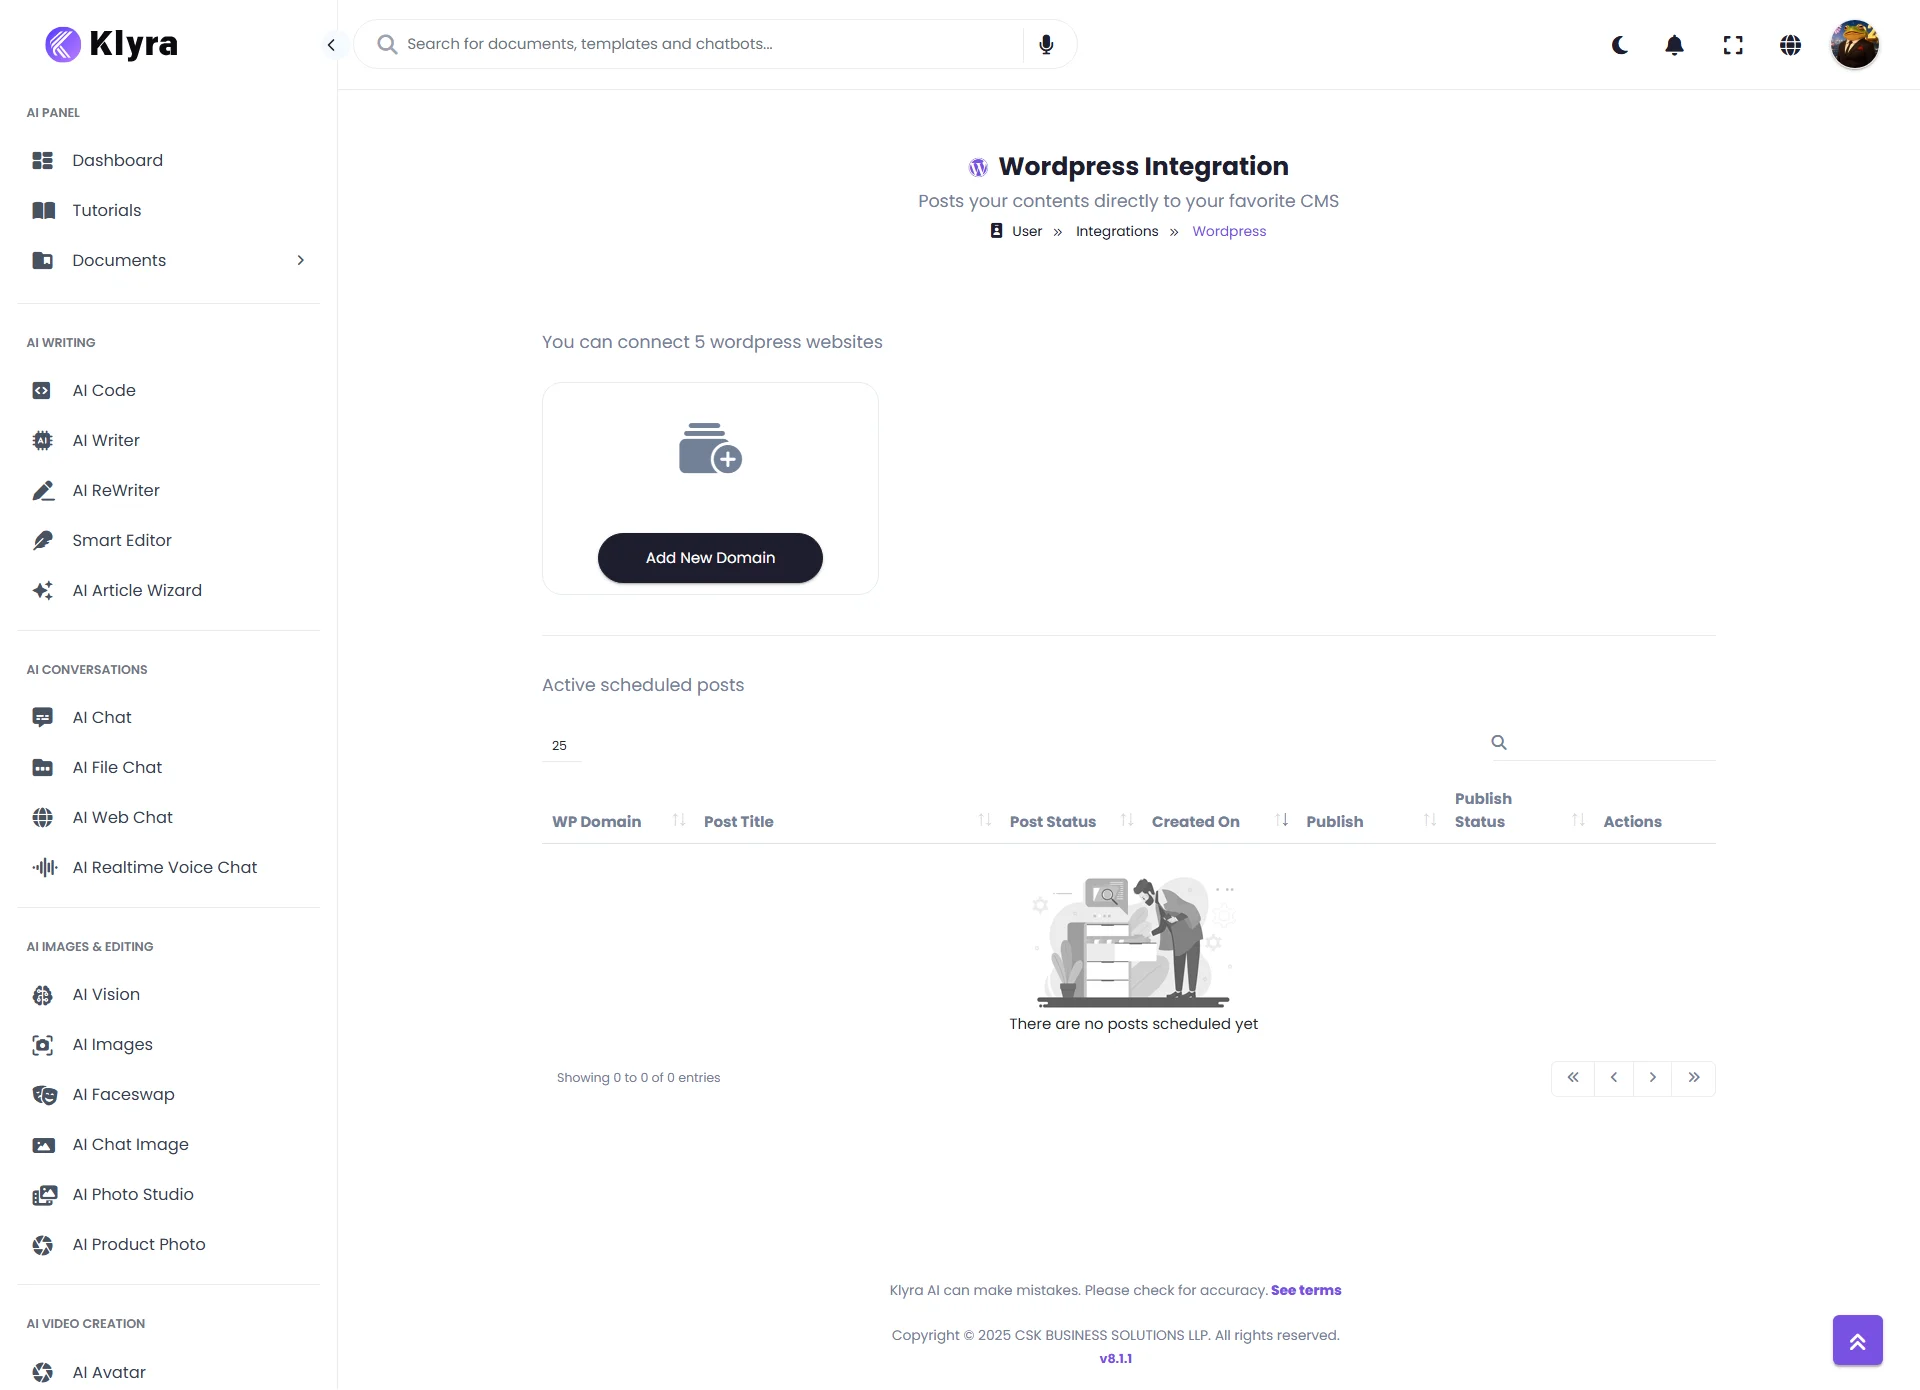 Klyra
Search for documents, templates and chatbots...
AI PANEL
Dashboard
Tutorials
Documents
AI WRITING
AI Code
AI Writer
AI ReWriter
Smart Editor
AI Article Wizard
AI CONVERSATIONS
AI Chat
AI File Chat
AI Web Chat
AI Realtime Voice Chat
AI IMAGES & EDITING
AI Vision
AI Images
AI Faceswap
AI Chat Image
AI Photo Studio
AI Product Photo
AI VIDEO CREATION
AI Avatar
Wordpress Integration
Posts your contents directly to your favorite CMS
User » Integrations » Wordpress
You can connect 5 wordpress websites
Add New Domain
Active scheduled posts
25
WP Domain Post Title Post Status Created On Publish Publish Status Actions
There are no posts scheduled yet
Showing 0 to 0 of 0 entries
Klyra AI can make mistakes. Please check for accuracy. See terms
Copyright © 2025 CSK BUSINESS SOLUTIONS LLP. All rights reserved.
v8.1.1